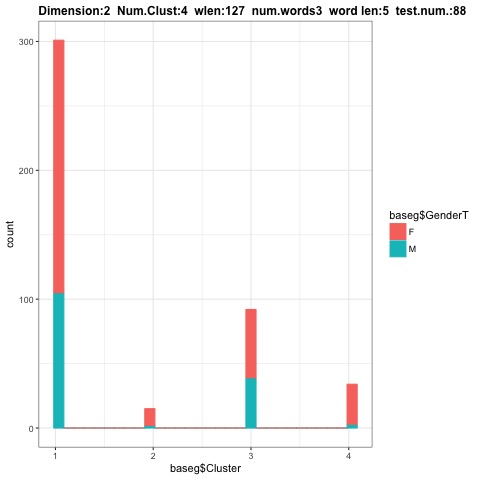 Dimension:2 Num.Clust:4 wlen:127 num.words3 word len:5 test.num.:88
300
200
100
0
count
1 2 3 4
baseg$Cluster
baseg$GenderT
F
M